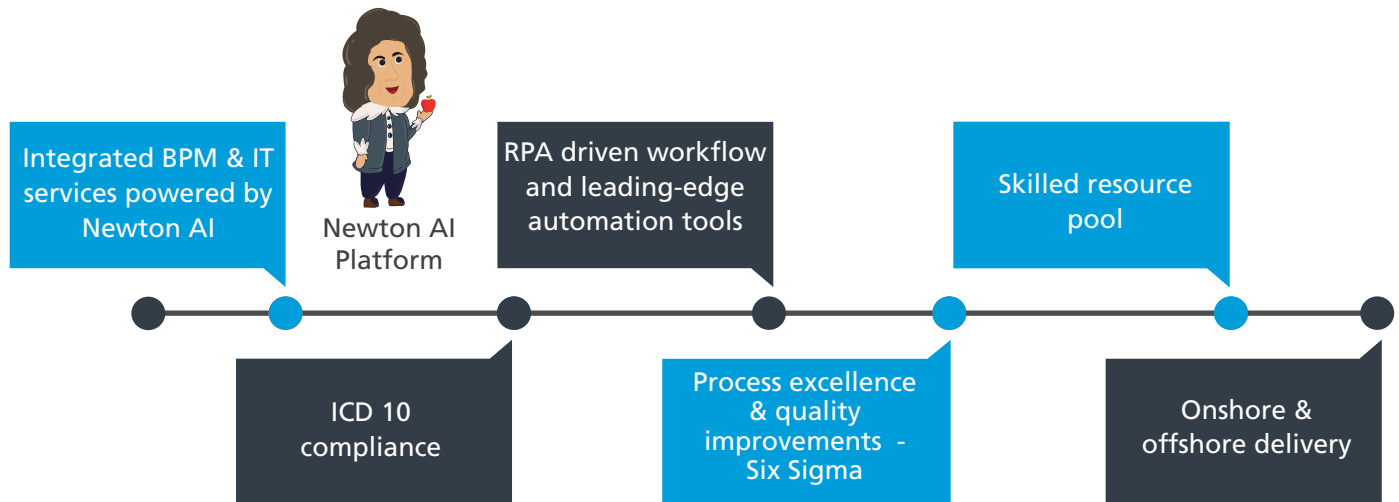 Integrated BPM & IT
services powered by
Newton AI
Newton AI
Platform
RPA driven workflow
and leading-edge
automation tools
Skilled resource
pool
ICD 10
compliance
Process excellence
& quality
improvements -
Six Sigma
Onshore &
offshore delivery